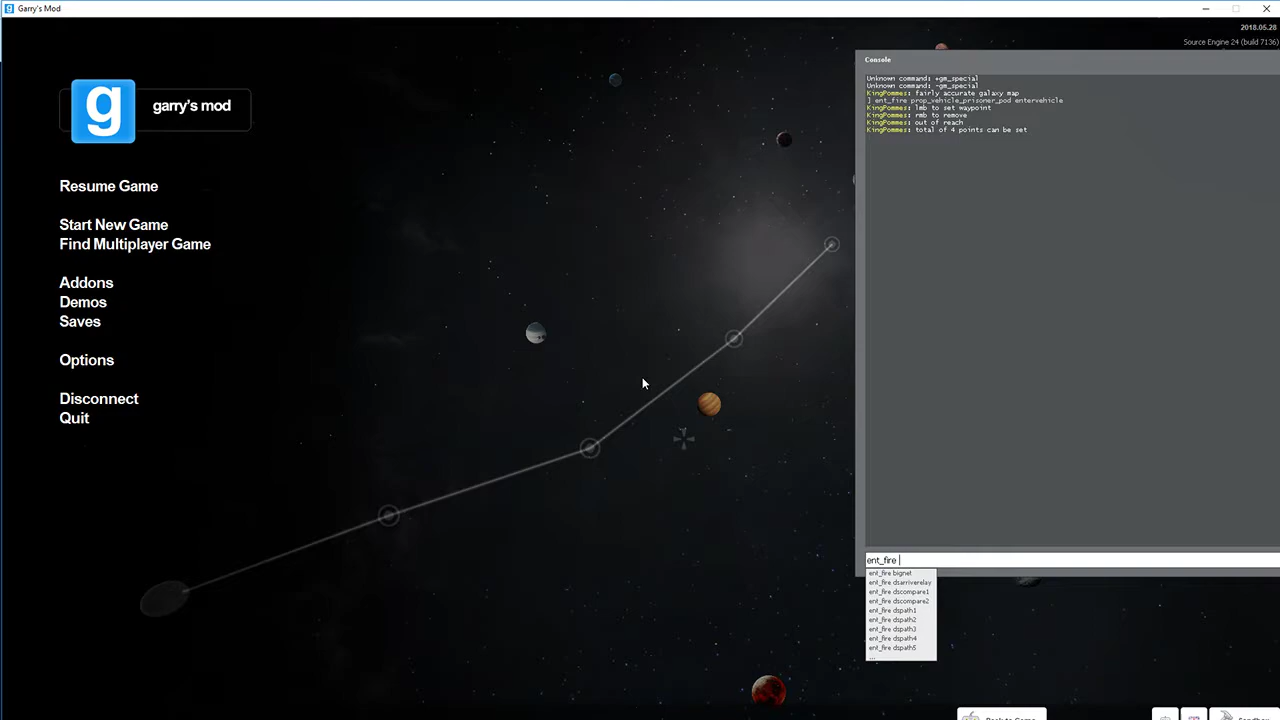 Garry's Mod
2018.05.28
Source Engine 24 (build 7136)
g
garry's mod
Resume Game
Start New Game
Find Multiplayer Game
Addons
Demos
Saves
Options
Disconnect
Quit
Console
Unknown command: +gm_special
Unknown command: -gm_special
KingPommes: fairly accurate galaxy map
] ent_fire prop_vehicle_prisoner_pod entervehicle
KingPommes: lmb to set waypoint
KingPommes: rmb to remove
KingPommes: out of reach
KingPommes: total of 4 points can be set
ent_fire
ent_fire bignet
ent_fire dsarriverelay
ent_fire dscompare1
ent_fire dscompare2
ent_fire dspath1
ent_fire dspath2
ent_fire dspath3
ent_fire dspath4
ent_fire dspath5
...
Back to Game
Sandbox